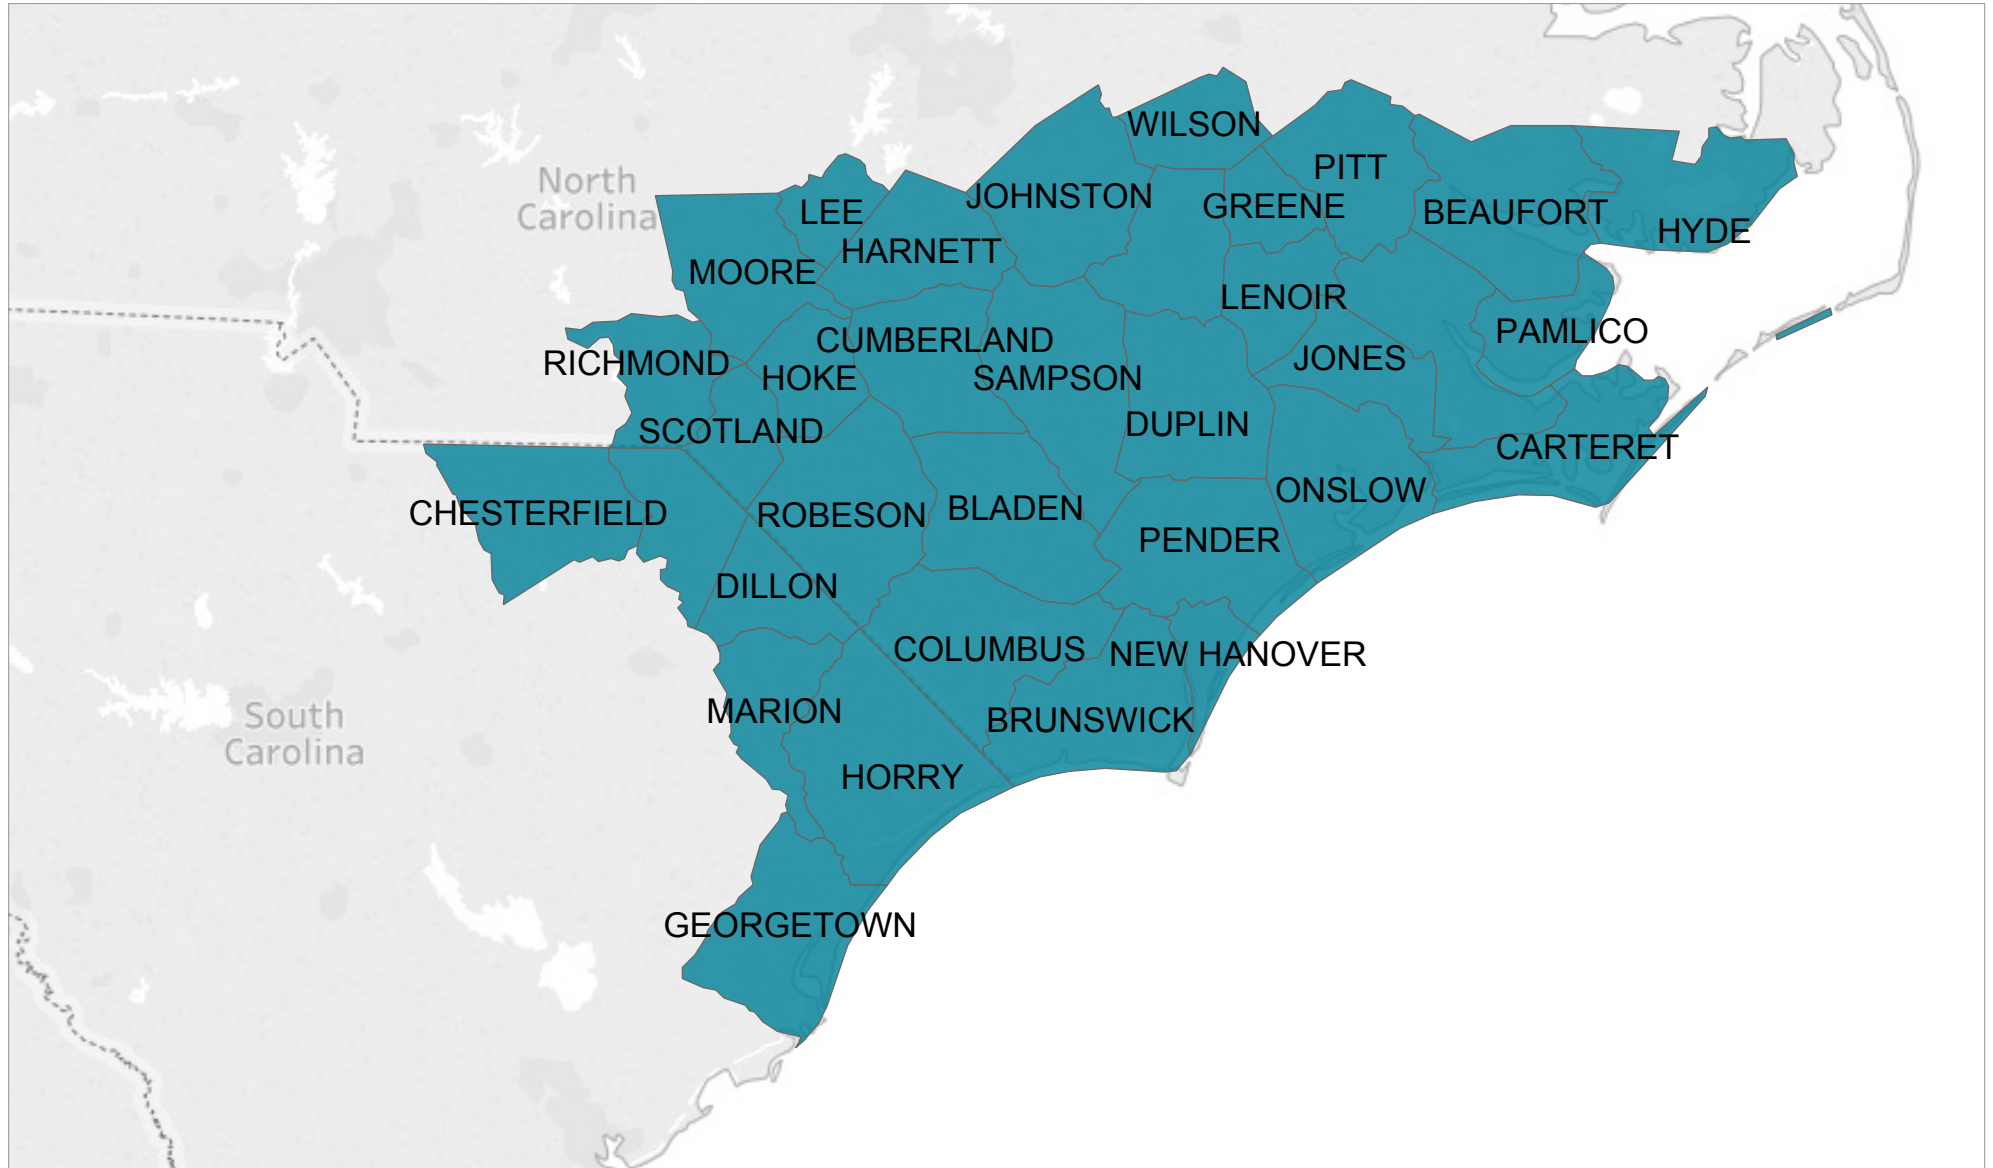 WILSON
PITT
North
Carolina
JOHNSTON
LEE
GREENE
BEAUFORT
HYDE
HARNETT
MOORE
LENOIR
PAMLICO
CUMBERLAND
RICHMOND
JONES
HOKE
SAMPSON
SCOTLAND
DUPLIN
CARTERET
ONSLOW
CHESTERFIELD
ROBESON
BLADEN
PENDER
DILLON
COLUMBUS
NEW HANOVER
MARION
BRUNSWICK
South
Carolina
HORRY
GEORGETOWN